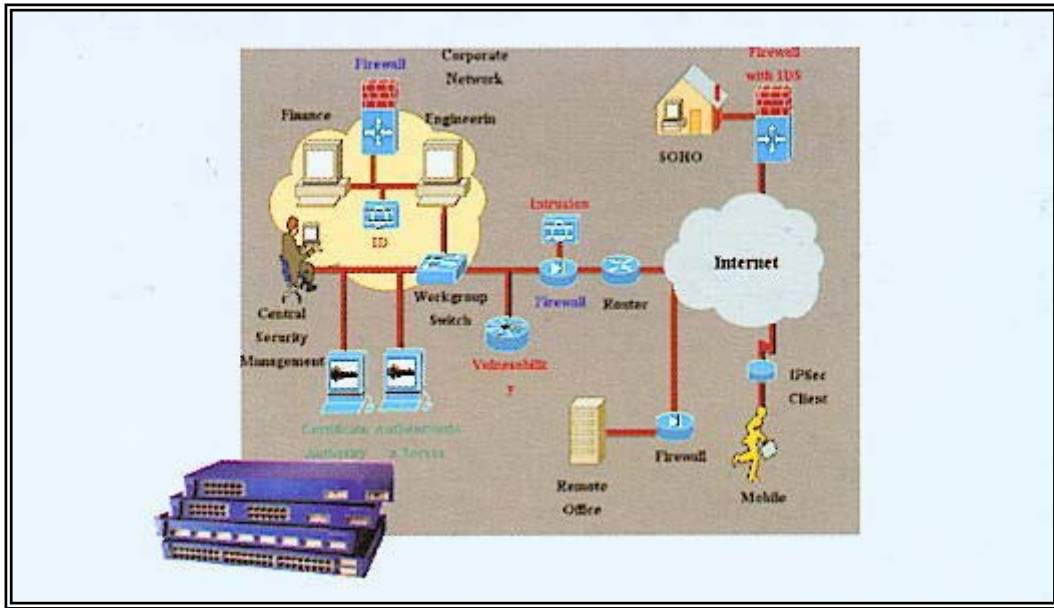 Corporate
Network
Firewall
Finance
Engineerin
ID
Central
Security
Management
Workgroup
Switch
Intrusion
Firewall
Router
Vulnerabilit
y
Certificate
Authority
Authenticatio
n Server
Firewall
with IDS
SOHO
Internet
IPSec
Client
Mobile
Firewall
Remote
Office